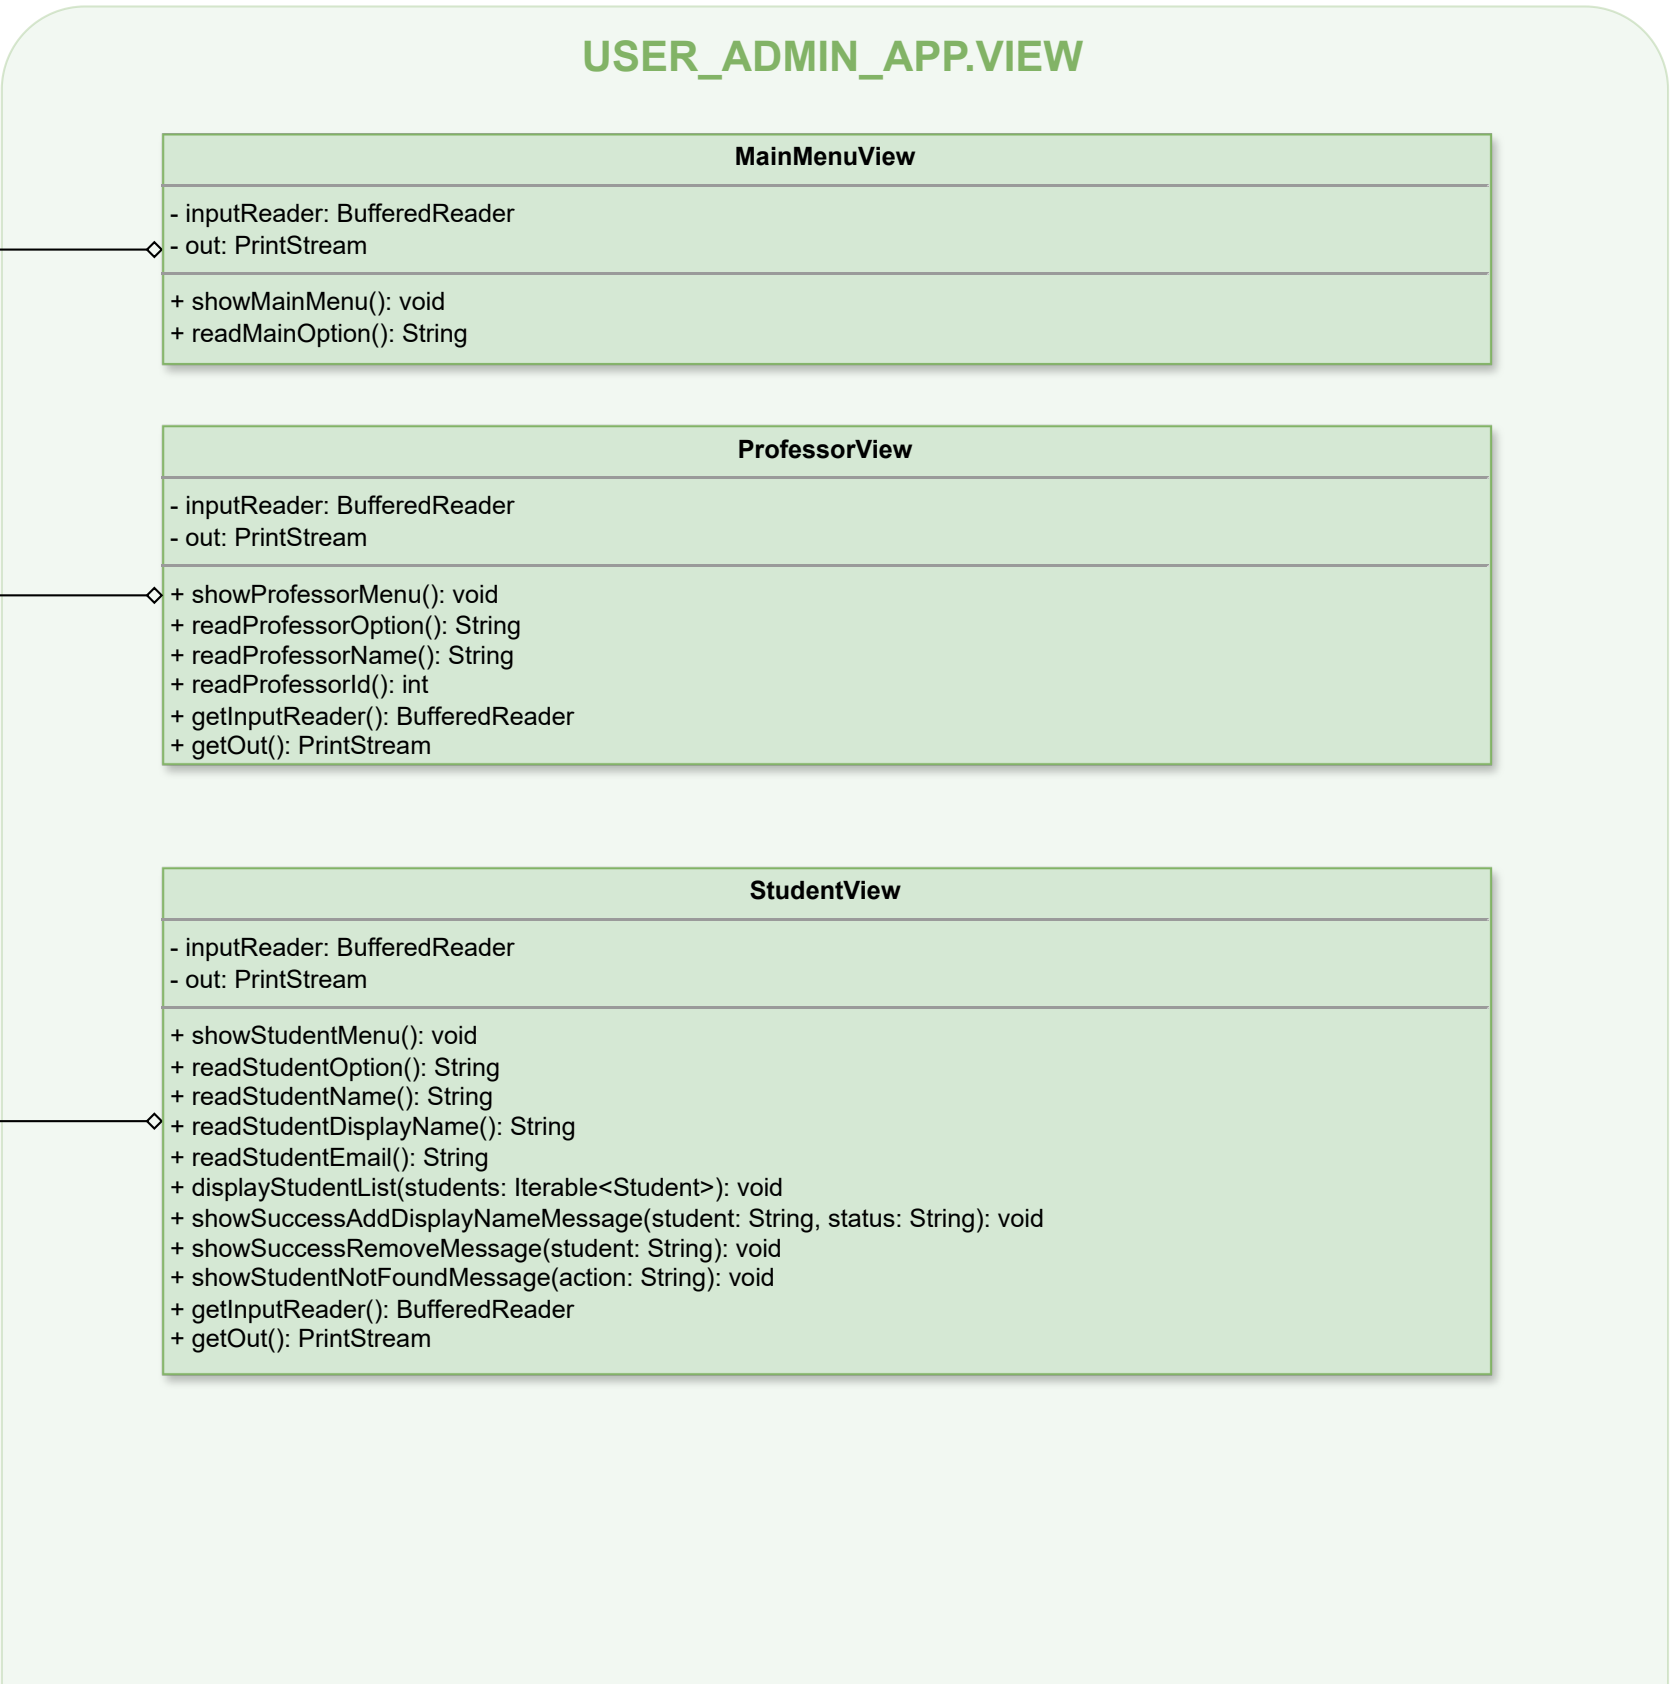 USER_ADMIN_APP.VIEW
MainMenuView
- inputReader: BufferedReader
- out: PrintStream
+ showMainMenu(): void
+ readMainOption(): String
ProfessorView
- inputReader: BufferedReader
- out: PrintStream
+ showProfessorMenu(): void
+ readProfessorOption(): String
+ readProfessorName(): String
+ readProfessorId(): int
+ getInputReader(): BufferedReader
+ getOut(): PrintStream
StudentView
- inputReader: BufferedReader
- out: PrintStream
+ showStudentMenu(): void
+ readStudentOption(): String
+ readStudentName(): String
+ readStudentDisplayName(): String
+ readStudentEmail(): String
+ displayStudentList(students: Iterable<Student>): void
+ showSuccessAddDisplayNameMessage(student: String, status: String): void
+ showSuccessRemoveMessage(student: String): void
+ showStudentNotFoundMessage(action: String): void
+ getInputReader(): BufferedReader
+ getOut(): PrintStream